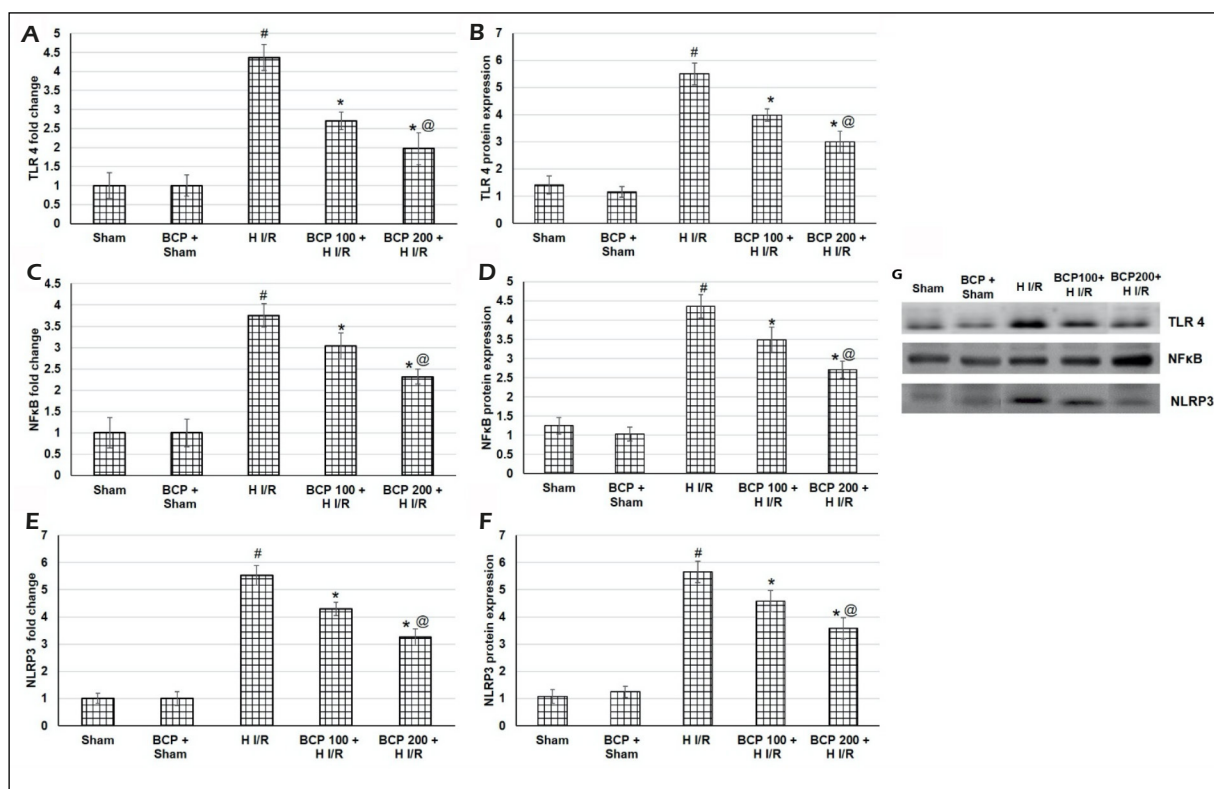 A
TLR 4 fold change
5
4.5
4
3.5
3
2.5
2
1.5
1
0.5
0
#
*
* @
Sham
BCP +
Sham
H I/R
BCP 100 +
H I/R
BCP 200 +
H I/R
B
TLR 4 protein expression
7
6
5
4
3
2
1
0
#
*
* @
Sham
BCP +
Sham
H I/R
BCP 100 +
H I/R
BCP 200 +
H I/R
C
NFκB fold change
4.5
4
3.5
3
2.5
2
1.5
1
0.5
0
#
*
* @
Sham
BCP +
Sham
H I/R
BCP 100 +
H I/R
BCP 200 +
H I/R
D
NFκB protein expression
5
4.5
4
3.5
3
2.5
2
1.5
1
0.5
0
#
*
* @
Sham
BCP +
Sham
H I/R
BCP 100 +
H I/R
BCP 200 +
H I/R
G
Sham
BCP +
Sham
H I/R
BCP100+
H I/R
BCP200+
H I/R
TLR 4
NFκB
NLRP3
E
NLRP3 fold change
7
6
5
4
3
2
1
0
#
*
* @
Sham
BCP +
Sham
H I/R
BCP 100 +
H I/R
BCP 200 +
H I/R
F
NLRP3 protein expression
7
6
5
4
3
2
1
0
#
*
* @
Sham
BCP +
Sham
H I/R
BCP 100 +
H I/R
BCP 200 +
H I/R